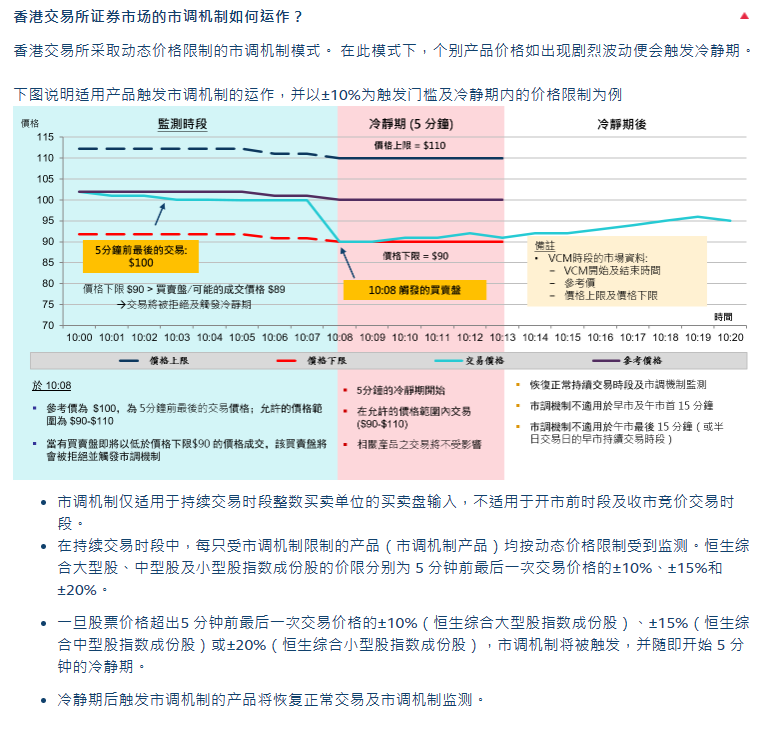 香港交易所证券市场的市调机制如何运作？
香港交易所采取动态价格限制的市调机制模式。 在此模式下，个别产品价格如出现剧烈波动便会触发冷静期。
下图说明适用产品触发市调机制的运作，并以±10%为触发门槛及冷静期内的价格限制为例
價格
監測時段
冷靜期 (5 分鐘)
冷靜期後
115
110
105
100
95
90
85
80
75
70
價格上限 = $110
5分鐘前最後的交易:
$100
價格下限 = $90
價格下限 $90 > 買賣盤/可能的成交價格 $89
→交易將被拒絕及觸發冷靜期
10:08 觸發的買賣盤
備註
• VCM時段的市場資料:
– VCM開始及結束時間
– 參考價
– 價格上限及價格下限
時間
10:00 10:01 10:02 10:03 10:04 10:05 10:06 10:07 10:08 10:09 10:10 10:11 10:12 10:13 10:14 10:15 10:16 10:17 10:18 10:19 10:20
價格上限 價格下限 交易價格 參考價格
於 10:08
▪ 參考價為 $100，為 5分鐘前最後的交易價格；允許的價格範
圍為 $90-$110
▪ 當有買賣盤即將以低於價格下限$90 的價格成交，該買賣盤將
會被拒絕並觸發市調機制
▪ 5分鐘的冷靜期開始
▪ 在允許的價格範圍內交易
($90-$110)
▪ 相關產品之交易將不受影響
▪ 恢復正常持續交易時段及市調機制監測
▪ 市調機制不適用於早市及午市首 15 分鐘
▪ 市調機制不適用於午市最後 15 分鐘（或半
日交易日的早市持續交易時段）
• 市调机制仅适用于持续交易时段整数买卖单位的买卖盘输入，不适用于开市前时段及收市竞价交易时
段。
• 在持续交易时段中，每只受市调机制限制的产品（市调机制产品）均按动态价格限制受到监测。恒生综
合大型股、中型股及小型股指数成份股的价限分别为 5 分钟前最后一次交易价格的±10%、±15%和
±20%。
• 一旦股票价格超出5 分钟前最后一次交易价格的±10%（恒生综合大型股指数成份股）、±15%（恒生综
合中型股指数成份股）或±20%（恒生综合小型股指数成份股），市调机制将被触发，并随即开始 5 分
钟的冷静期。
• 冷静期后触发市调机制的产品将恢复正常交易及市调机制监测。